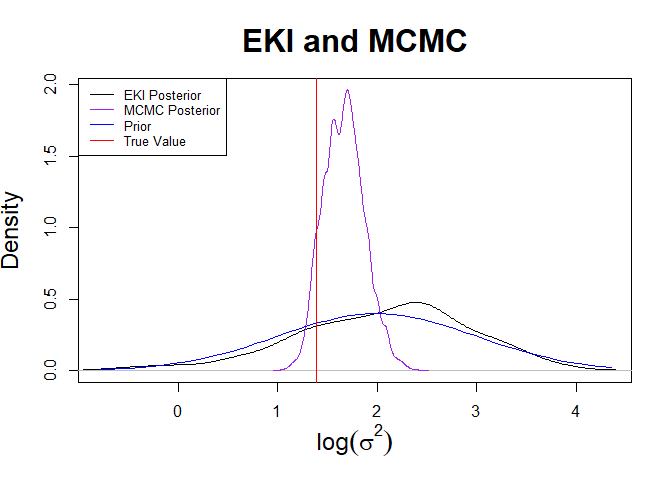 EKI and MCMC
EKI Posterior
MCMC Posterior
Prior
True Value
Density
2.0
1.5
1.0
0.5
0.0
0 1 2 3 4
log(σ²)